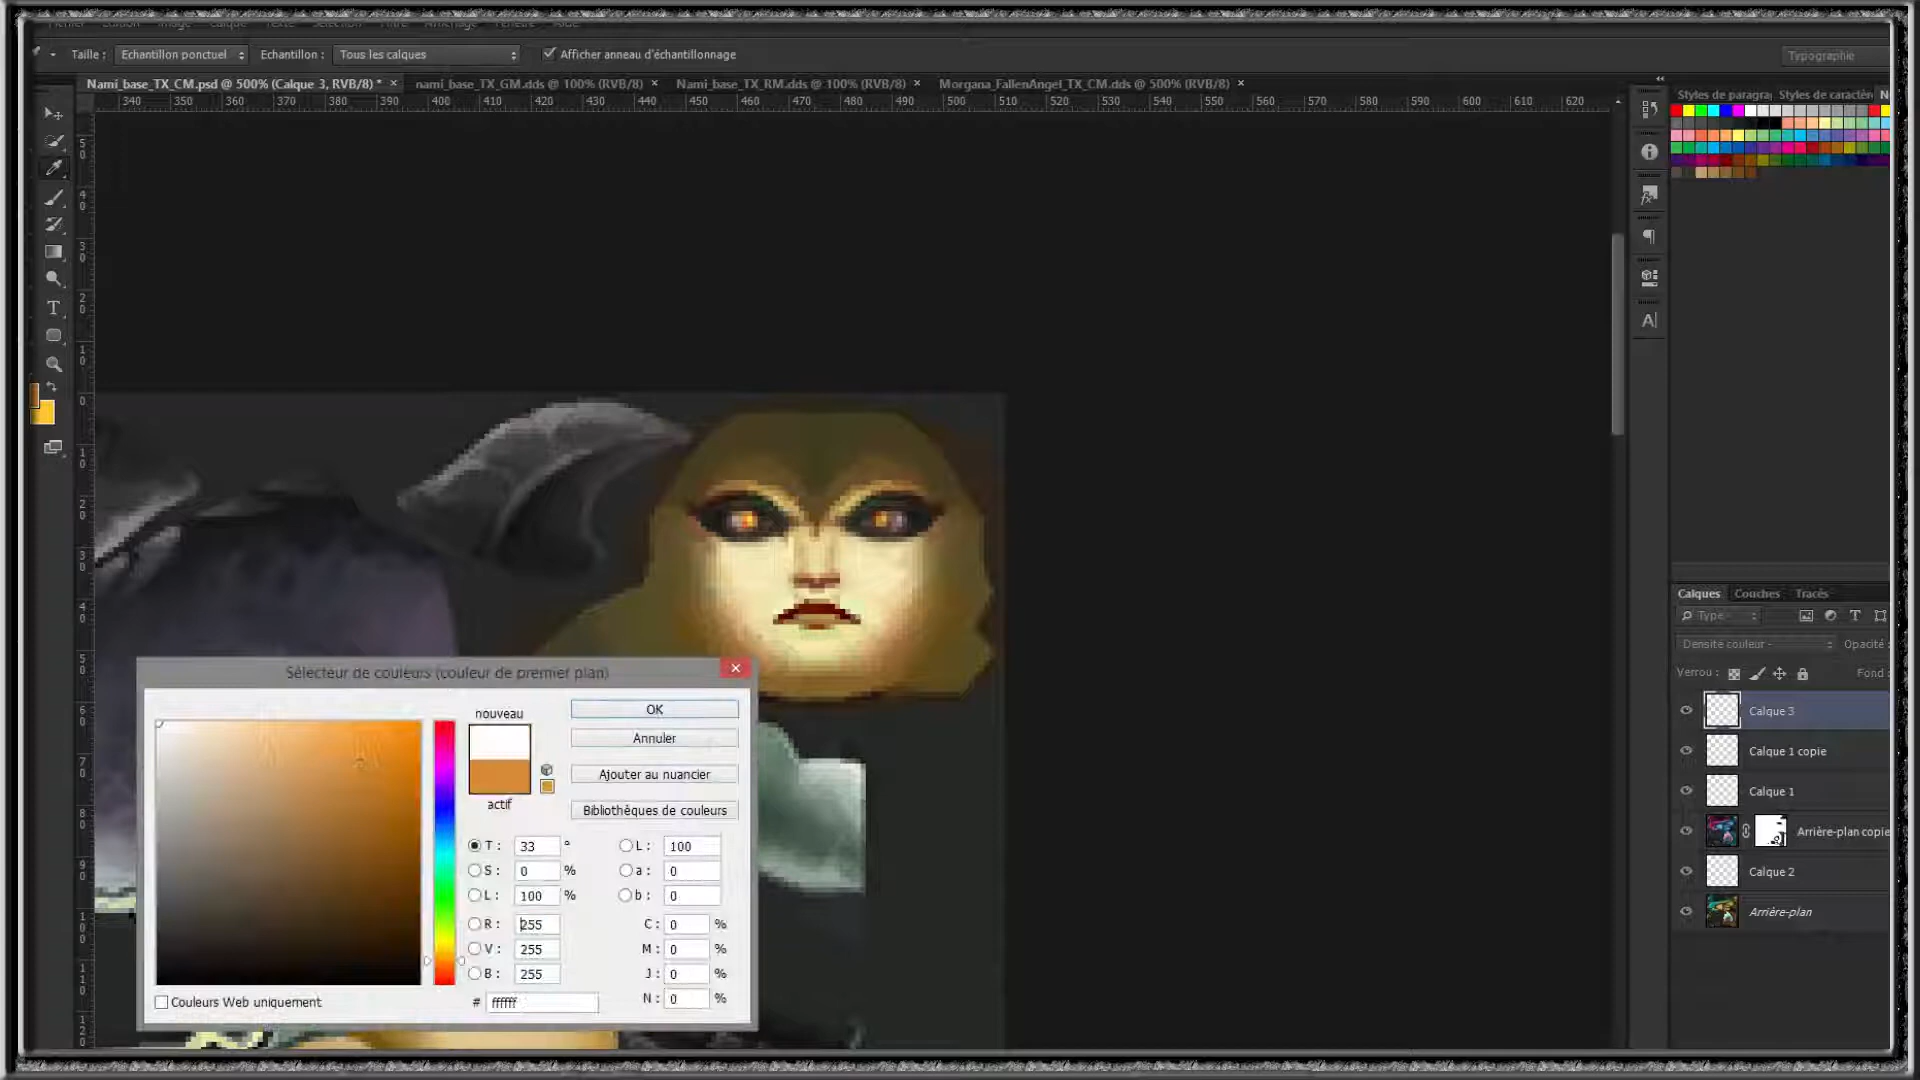 Taille : Echantillon ponctuel Echantillon : Tous les calques Afficher anneau d'échantillonnage Typographie
Nami_base_TX_CM.psd @ 500% (Calque 3, RVB/8) * × nami_base_TX_GM.dds @ 100% (RVB/8) × Nami-base_TX_RM.dds @ 100% (RVB/8) × Morgana_FallenAngel_TX_CM.dds @ 500% (RVB/8) ×
Styles de paragra Styles de caractèr N
340 350 360 370 380 390 400 410 420 430 440 450 460 470 480 490 500 510 520 530 540 550 560 570 580 590 600 610 620
Calques Couches Tracés
Type
Densité couleur - Opacité :
Verrou : Fond :
Calque 3
Calque 1 copie
Calque 1
Arrière-plan copie
Calque 2
Arrière-plan
Sélecteur de couleurs (couleur de premier plan)
nouveau
actif
OK
Annuler
Ajouter au nuancier
Bibliothèques de couleurs
T : 33 ° L : 100
S : 0 % a : 0
L : 100 % b : 0
R : 255 C : 0 %
V : 255 M : 0 %
B : 255 J : 0 %
# ffffff N : 0 %
Couleurs Web uniquement